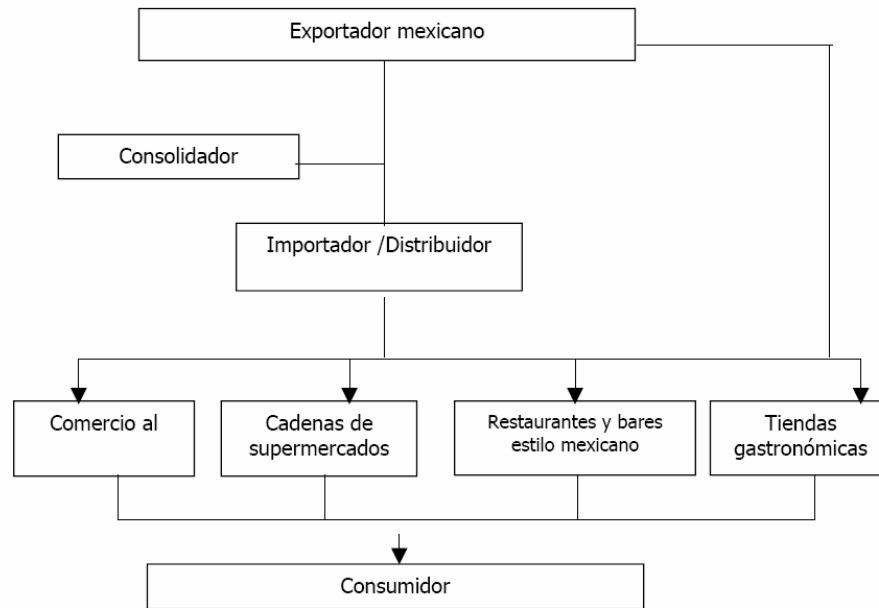 Exportador mexicano
Consolidador
Importador /Distribuidor
Comercio al
Cadenas de
supermercados
Restaurantes y bares
estilo mexicano
Tiendas
gastronómicas
Consumidor